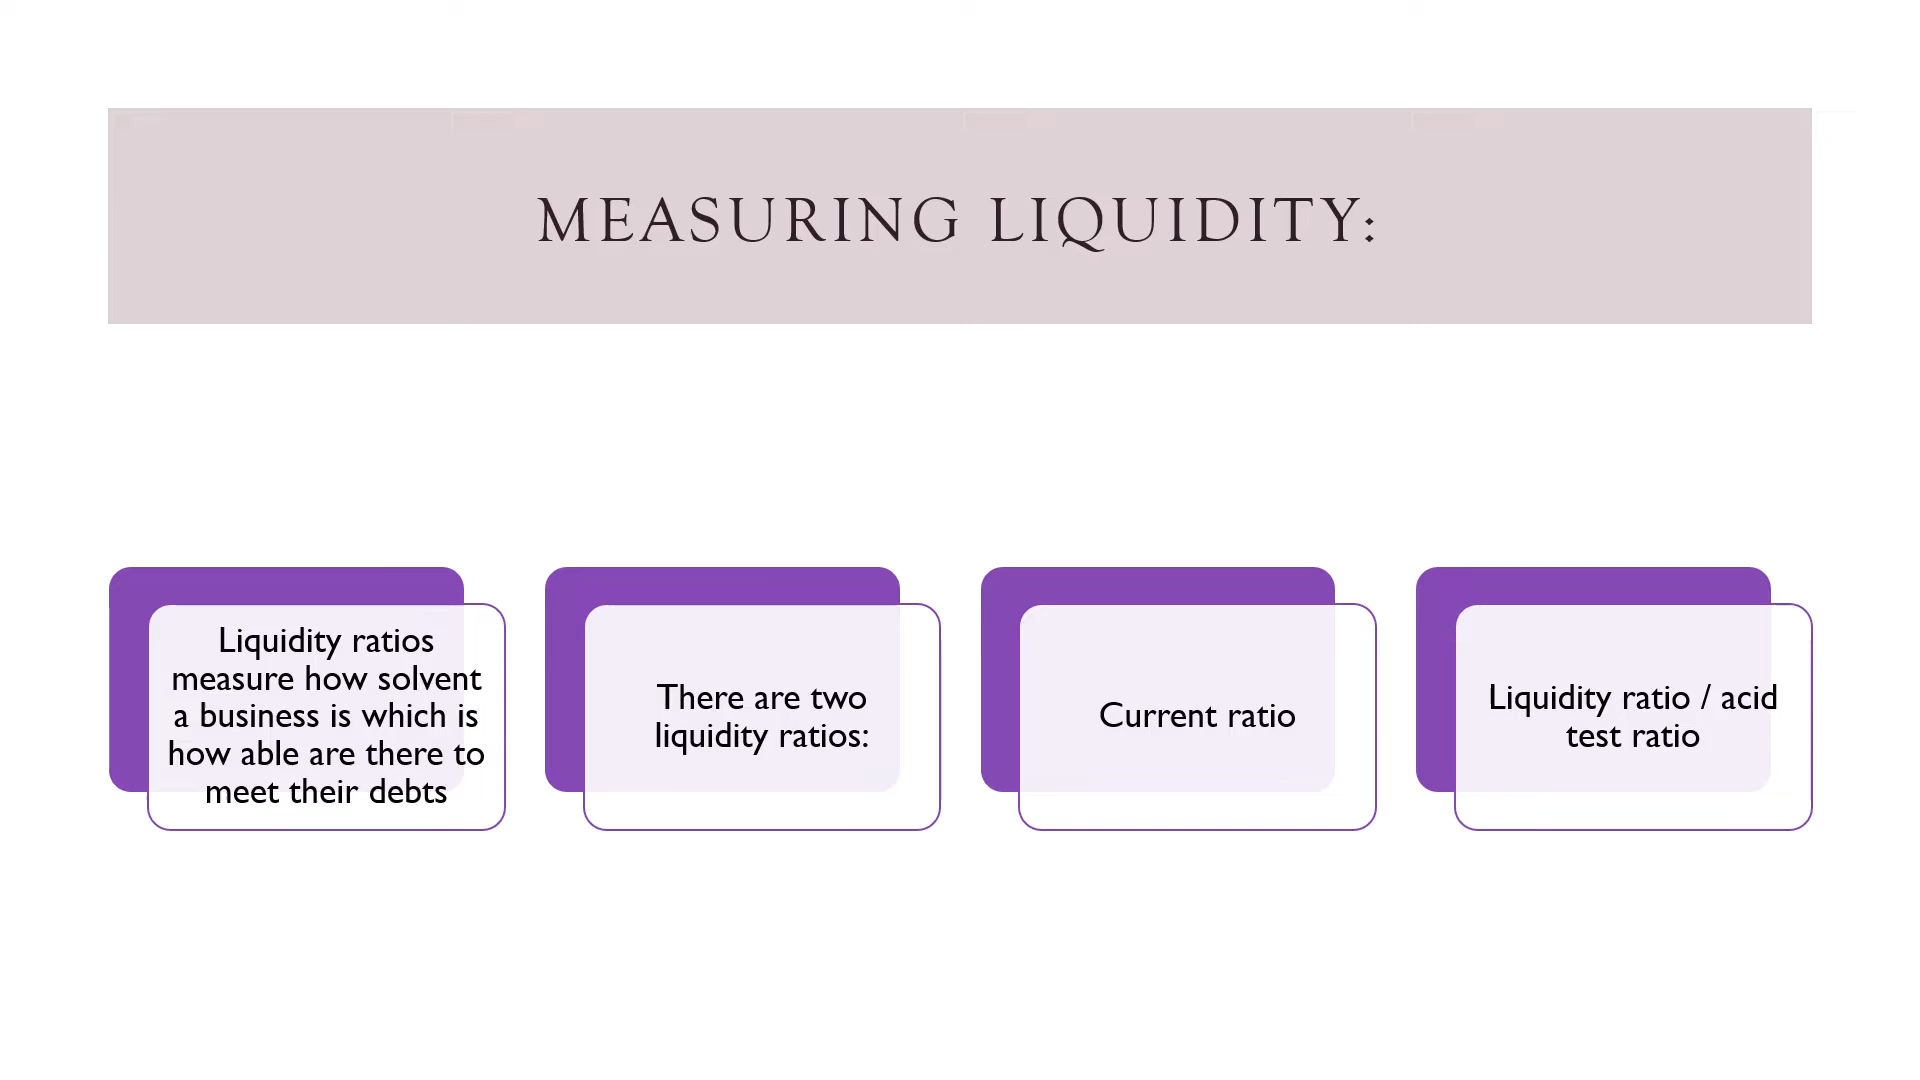 MEASURING LIQUIDITY:
Liquidity ratios
measure how solvent
a business is which is
how able are there to
meet their debts
There are two
liquidity ratios:
Current ratio
Liquidity ratio / acid
test ratio